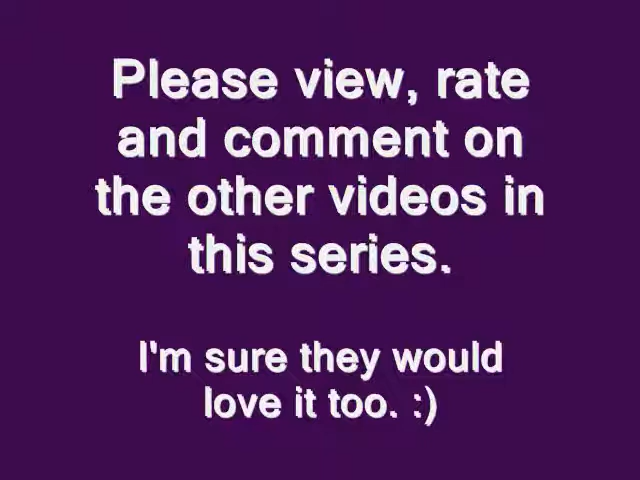 Please view, rate
and comment on
the other videos in
this series.
I'm sure they would
love it too. :)